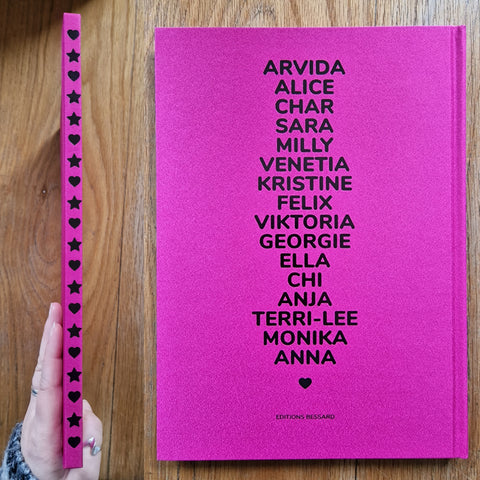 ARVIDA
ALICE
CHAR
SARA
MILLY
VENETIA
KRISTINE
FELIX
VIKTORIA
GEORGIE
ELLA
CHI
ANJA
TERRI-LEE
MONIKA
ANNA
EDITIONS BESSARD